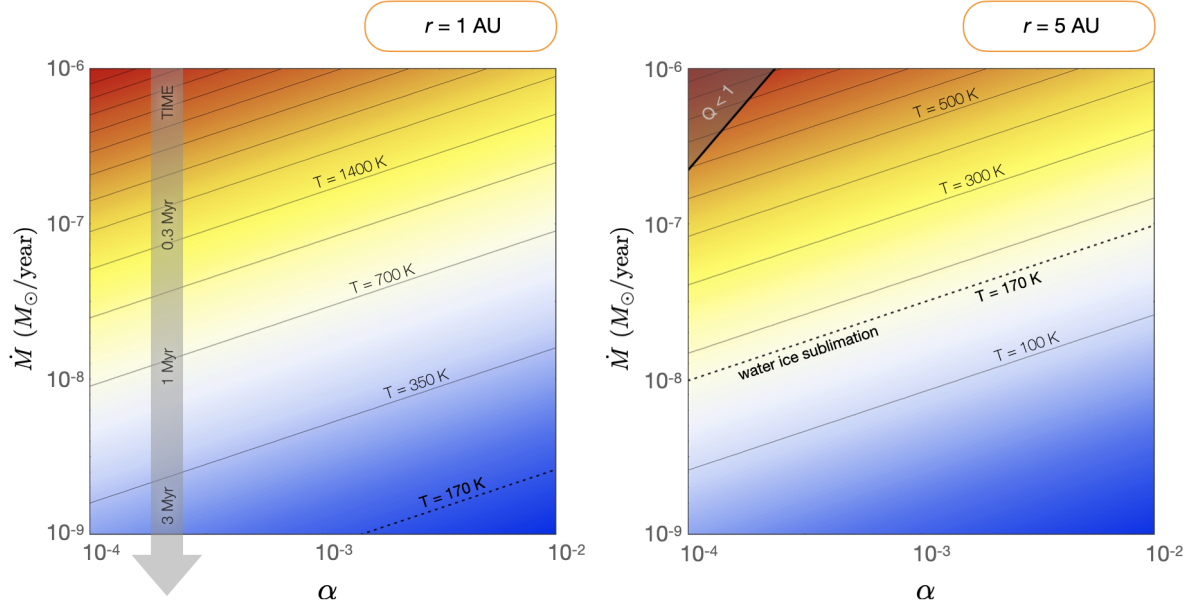 r = 1 AU
10⁻⁶
10⁻⁷
10⁻⁸
10⁻⁹
Ṁ (M⊙/year)
TIME
0.3 Myr
1 Myr
3 Myr
T = 1400 K
T = 700 K
T = 350 K
T = 170 K
10⁻⁴
10⁻³
10⁻²
α
r = 5 AU
10⁻⁶
10⁻⁷
10⁻⁸
10⁻⁹
Ṁ (M⊙/year)
Q < 1
T = 500 K
T = 300 K
T = 170 K
water ice sublimation
T = 100 K
10⁻⁴
10⁻³
10⁻²
α